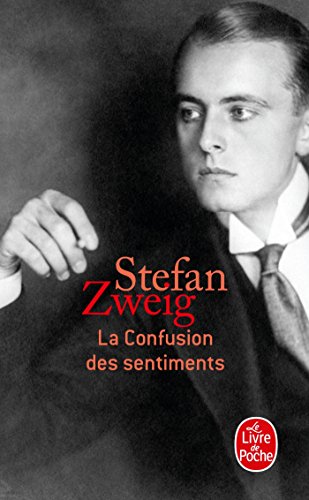 Stefan
Zweig
La Confusion
des sentiments
Le
Livre
de
Poche